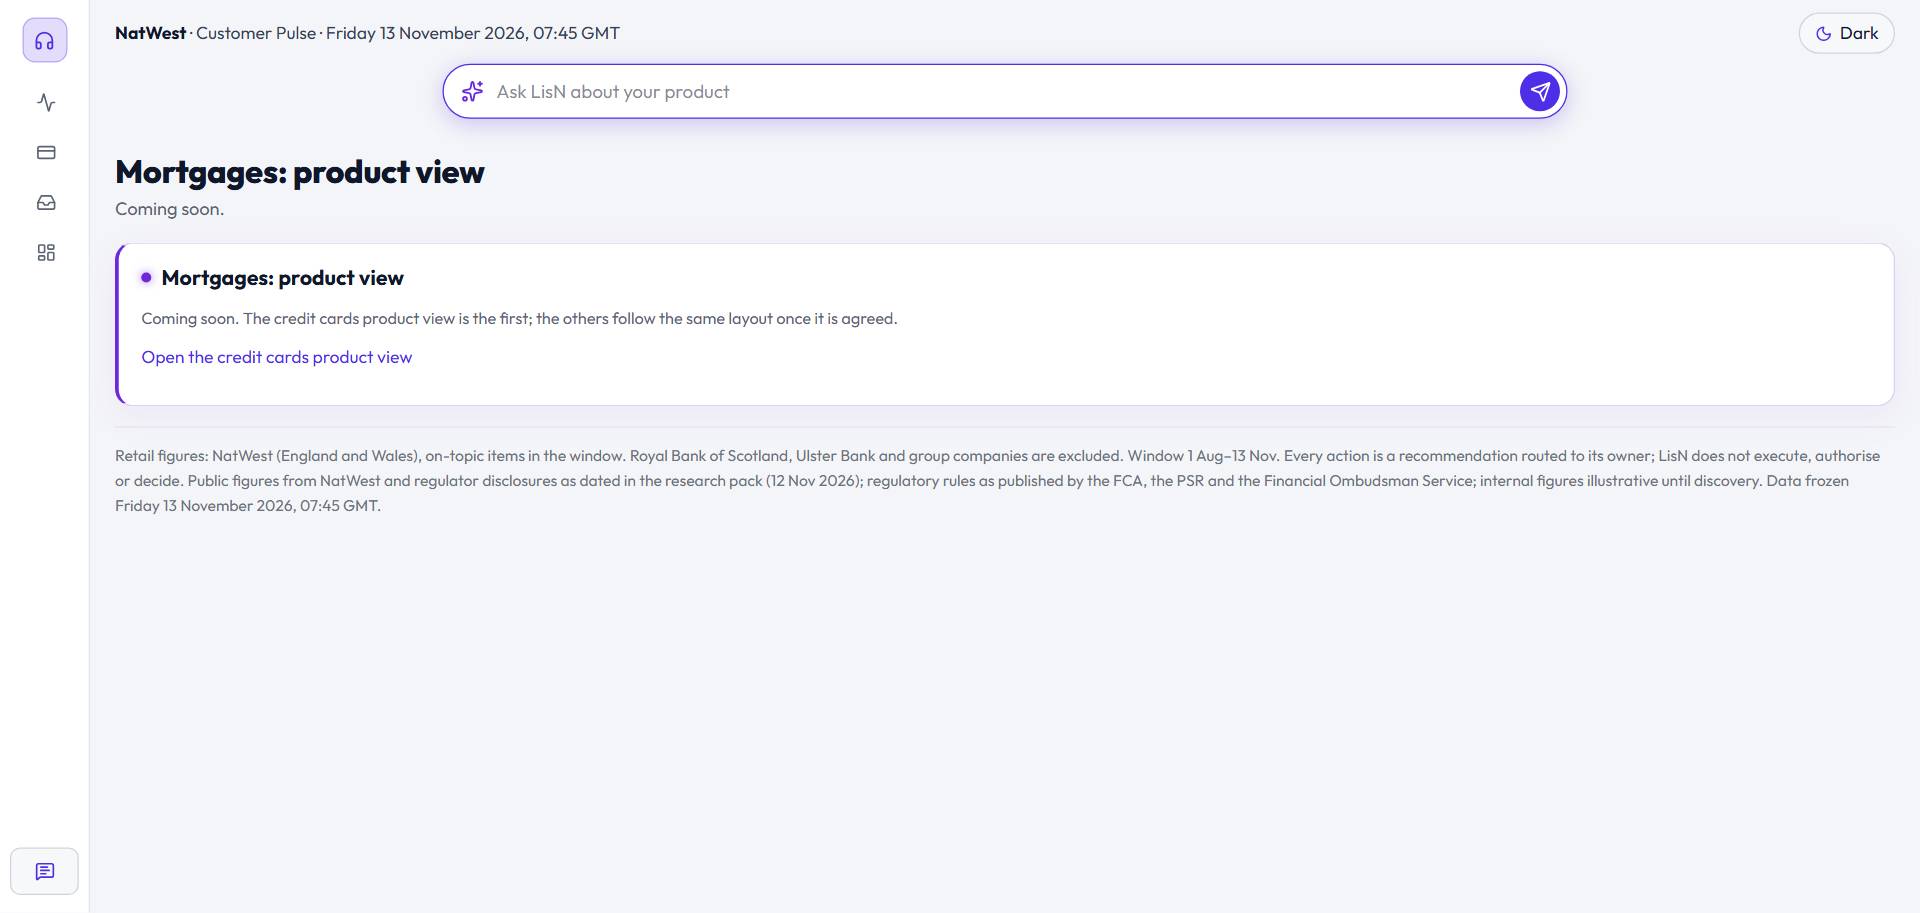 NatWest · Customer Pulse · Friday 13 November 2026, 07:45 GMT
Dark
Ask LisN about your product
Mortgages: product view
Coming soon.
Mortgages: product view
Coming soon. The credit cards product view is the first; the others follow the same layout once it is agreed.
Open the credit cards product view
Retail figures: NatWest (England and Wales), on-topic items in the window. Royal Bank of Scotland, Ulster Bank and group companies are excluded. Window 1 Aug–13 Nov. Every action is a recommendation routed to its owner; LisN does not execute, authorise
or decide. Public figures from NatWest and regulator disclosures as dated in the research pack (12 Nov 2026); regulatory rules as published by the FCA, the PSR and the Financial Ombudsman Service; internal figures illustrative until discovery. Data frozen
Friday 13 November 2026, 07:45 GMT.